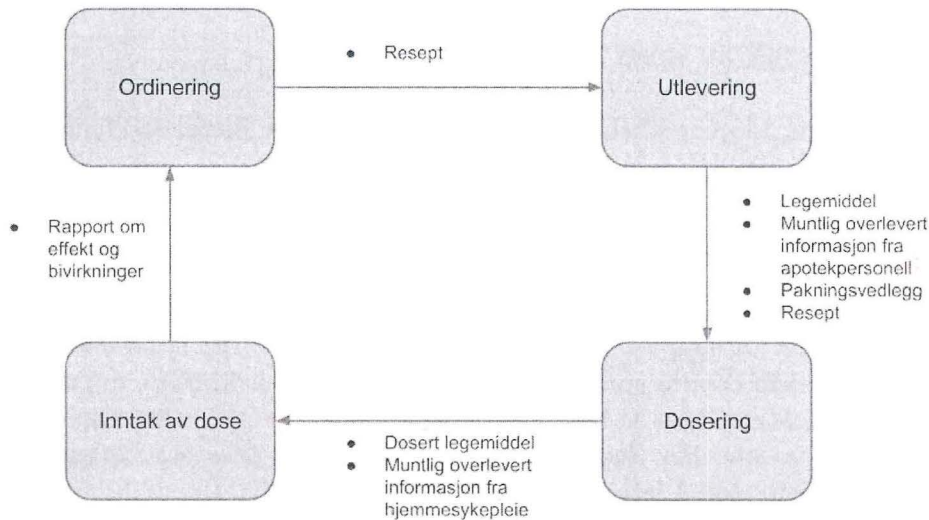 Ordinering
• Resept
Utlevering
• Legemiddel
• Muntlig overlevert
informasjon fra
apotekpersonell
• Pakningsvedlegg
• Resept
Dosering
• Dosert legemiddel
• Muntlig overlevert
informasjon fra
hjemmesykepleie
Inntak av dose
• Rapport om
effekt og
bivirkninger